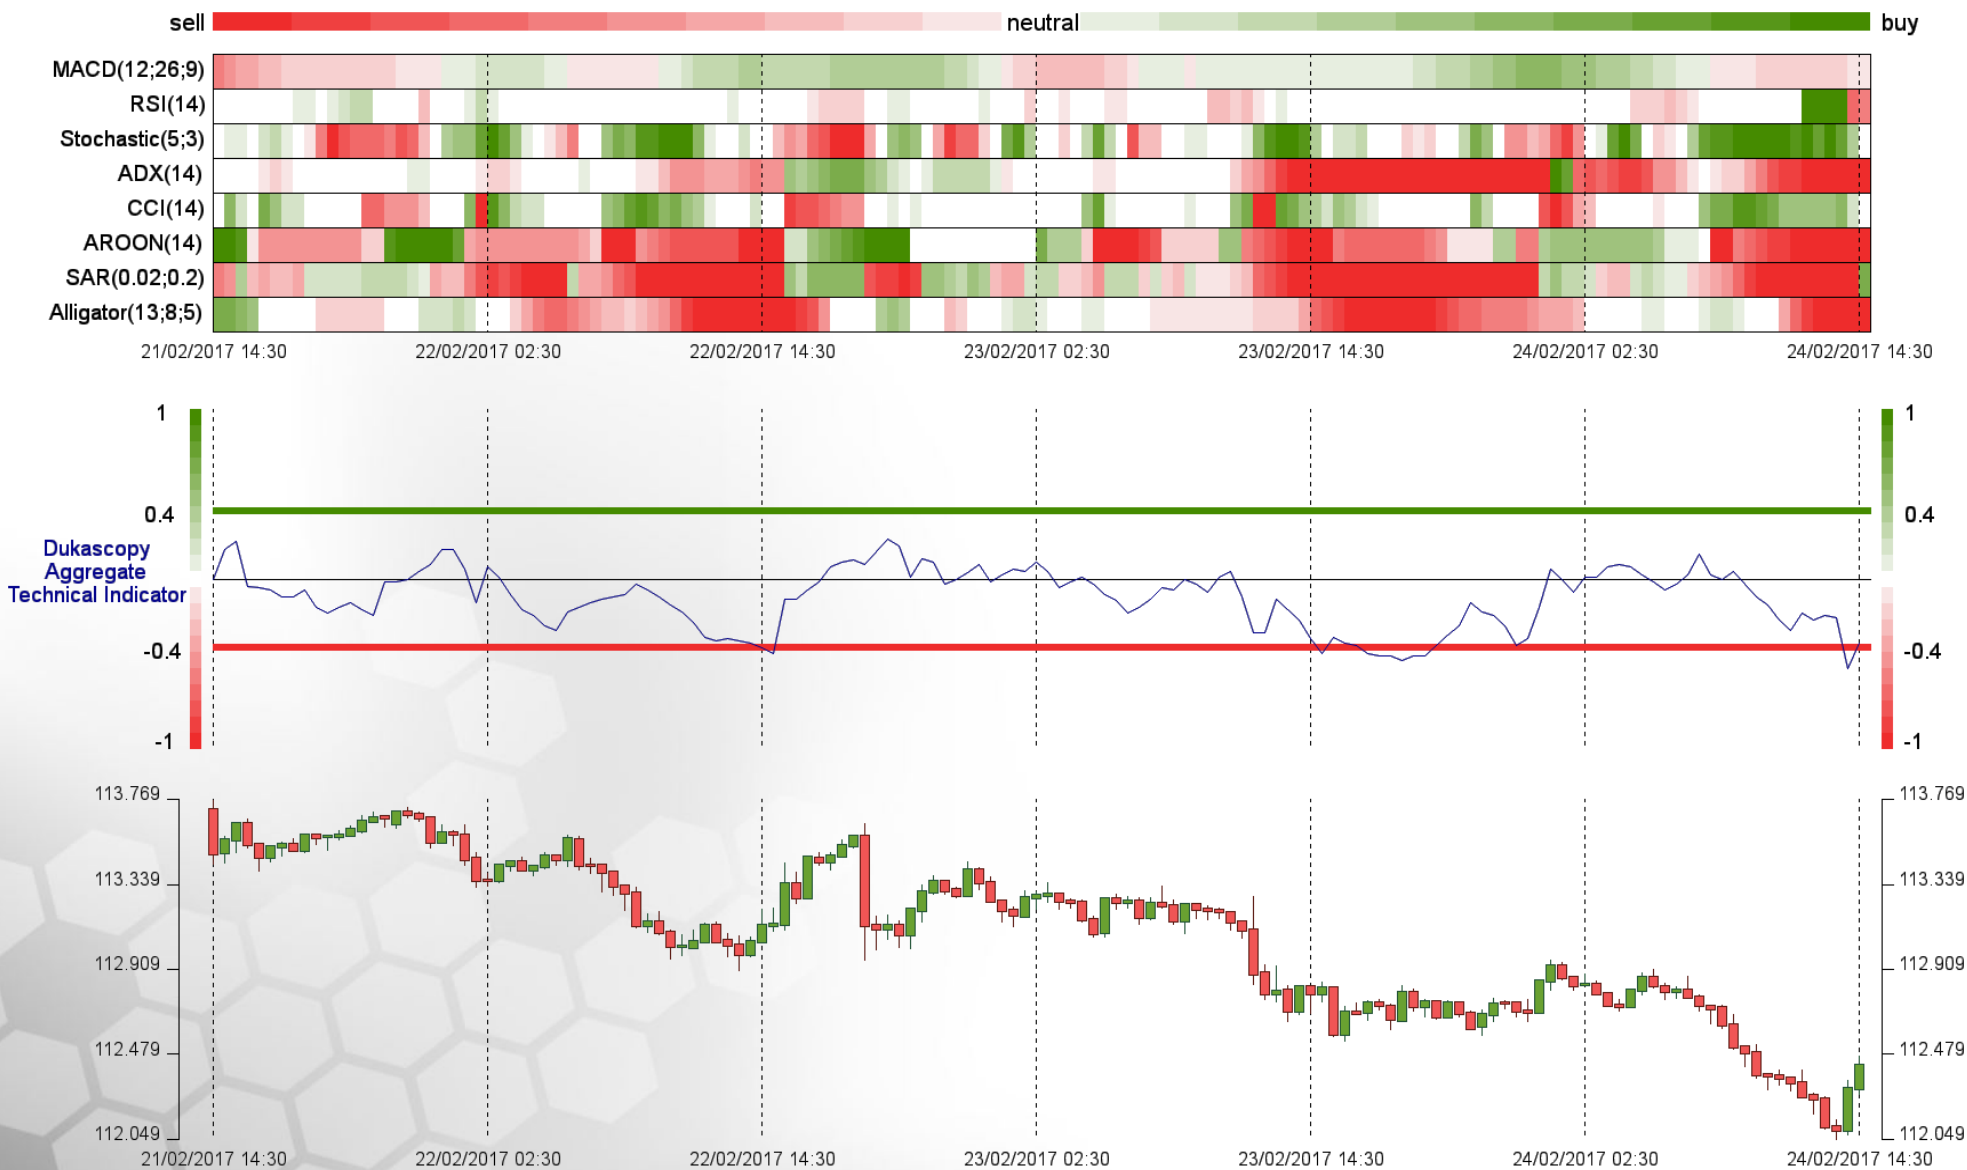 sell neutral buy
MACD(12;26;9)
RSI(14)
Stochastic(5;3)
ADX(14)
CCI(14)
AROON(14)
SAR(0.02;0.2)
Alligator(13;8;5)
21/02/2017 14:30 22/02/2017 02:30 22/02/2017 14:30 23/02/2017 02:30 23/02/2017 14:30 24/02/2017 02:30 24/02/2017 14:30
1 1
0.4 0.4
Dukascopy
Aggregate
Technical Indicator
-0.4 -0.4
-1 -1
113.769 113.769
113.339 113.339
112.909 112.909
112.479 112.479
112.049 112.049
21/02/2017 14:30 22/02/2017 02:30 22/02/2017 14:30 23/02/2017 02:30 23/02/2017 14:30 24/02/2017 02:30 24/02/2017 14:30